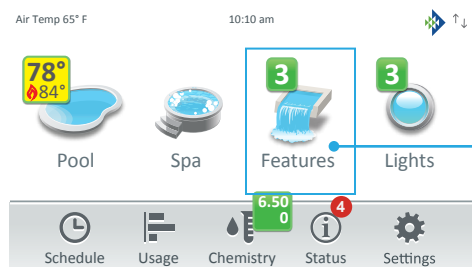 Air Temp 65° F
10:10 am
78°
84°
3
3
Pool
Spa
Features
Lights
6.50
0
4
Schedule
Usage
Chemistry
Status
Settings